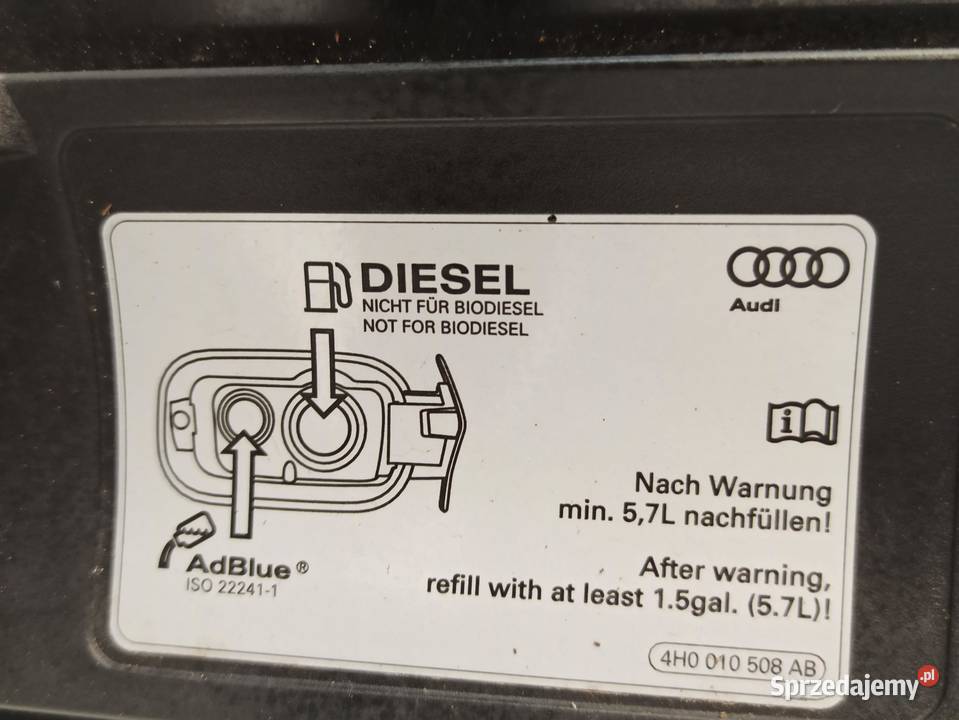 DIESEL
NICHT FÜR BIODIESEL
NOT FOR BIODIESEL
Audi
i
Nach Warnung
min. 5,7L nachfüllen!
AdBlue®
ISO 22241-1
After warning,
refill with at least 1.5gal. (5.7L)!
4H0 010 508 AB
Sprzedajemy.pl